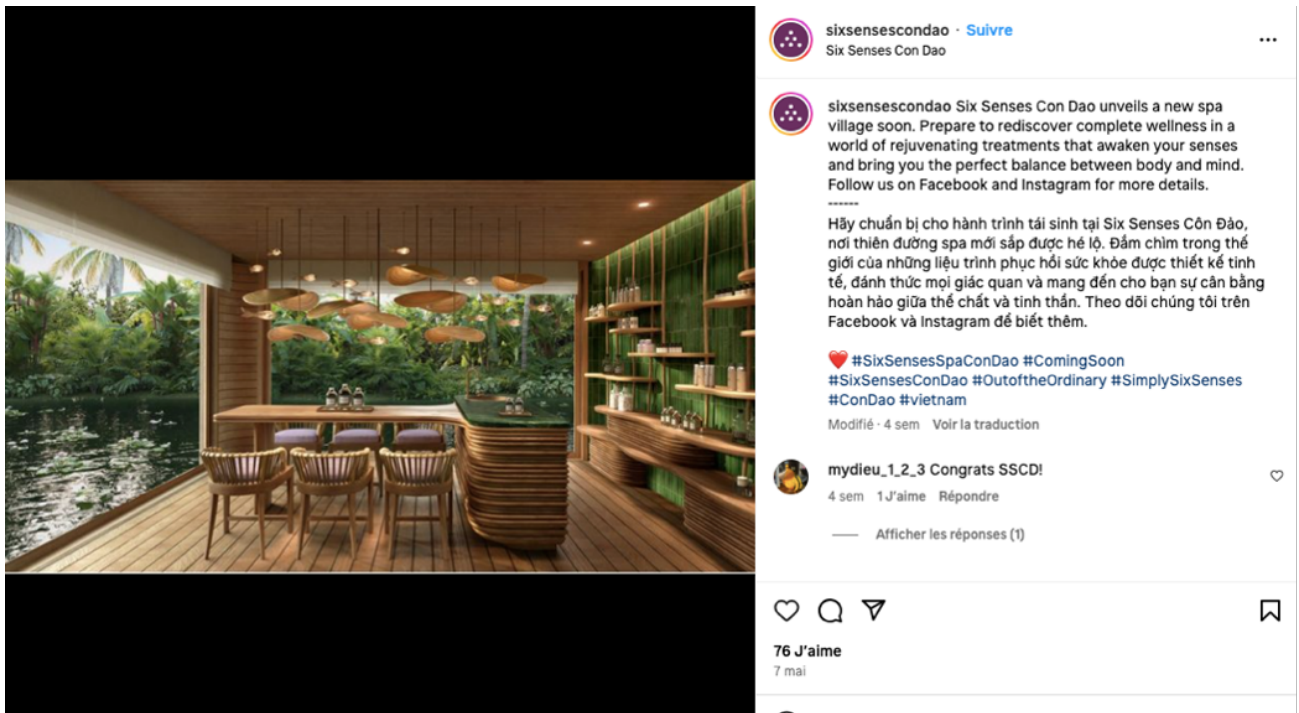 sixsensescondao · Suivre
Six Senses Con Dao
sixsensescondao Six Senses Con Dao unveils a new spa
village soon. Prepare to rediscover complete wellness in a
world of rejuvenating treatments that awaken your senses
and bring you the perfect balance between body and mind.
Follow us on Facebook and Instagram for more details.
------
Hãy chuẩn bị cho hành trình tái sinh tại Six Senses Côn Đảo,
nơi thiên đường spa mới sắp được hé lộ. Đắm chìm trong thế
giới của những liệu trình phục hồi sức khỏe được thiết kế tinh
tế, đánh thức mọi giác quan và mang đến cho bạn sự cân bằng
hoàn hảo giữa thể chất và tinh thần. Theo dõi chúng tôi trên
Facebook và Instagram để biết thêm.
❤️ #SixSensesSpaConDao #ComingSoon
#SixSensesConDao #OutoftheOrdinary #SimplySixSenses
#ConDao #vietnam
Modifié · 4 sem Voir la traduction
mydieu_1_2_3 Congrats SSCD!
4 sem 1 J'aime Répondre
Afficher les réponses (1)
76 J'aime
7 mai